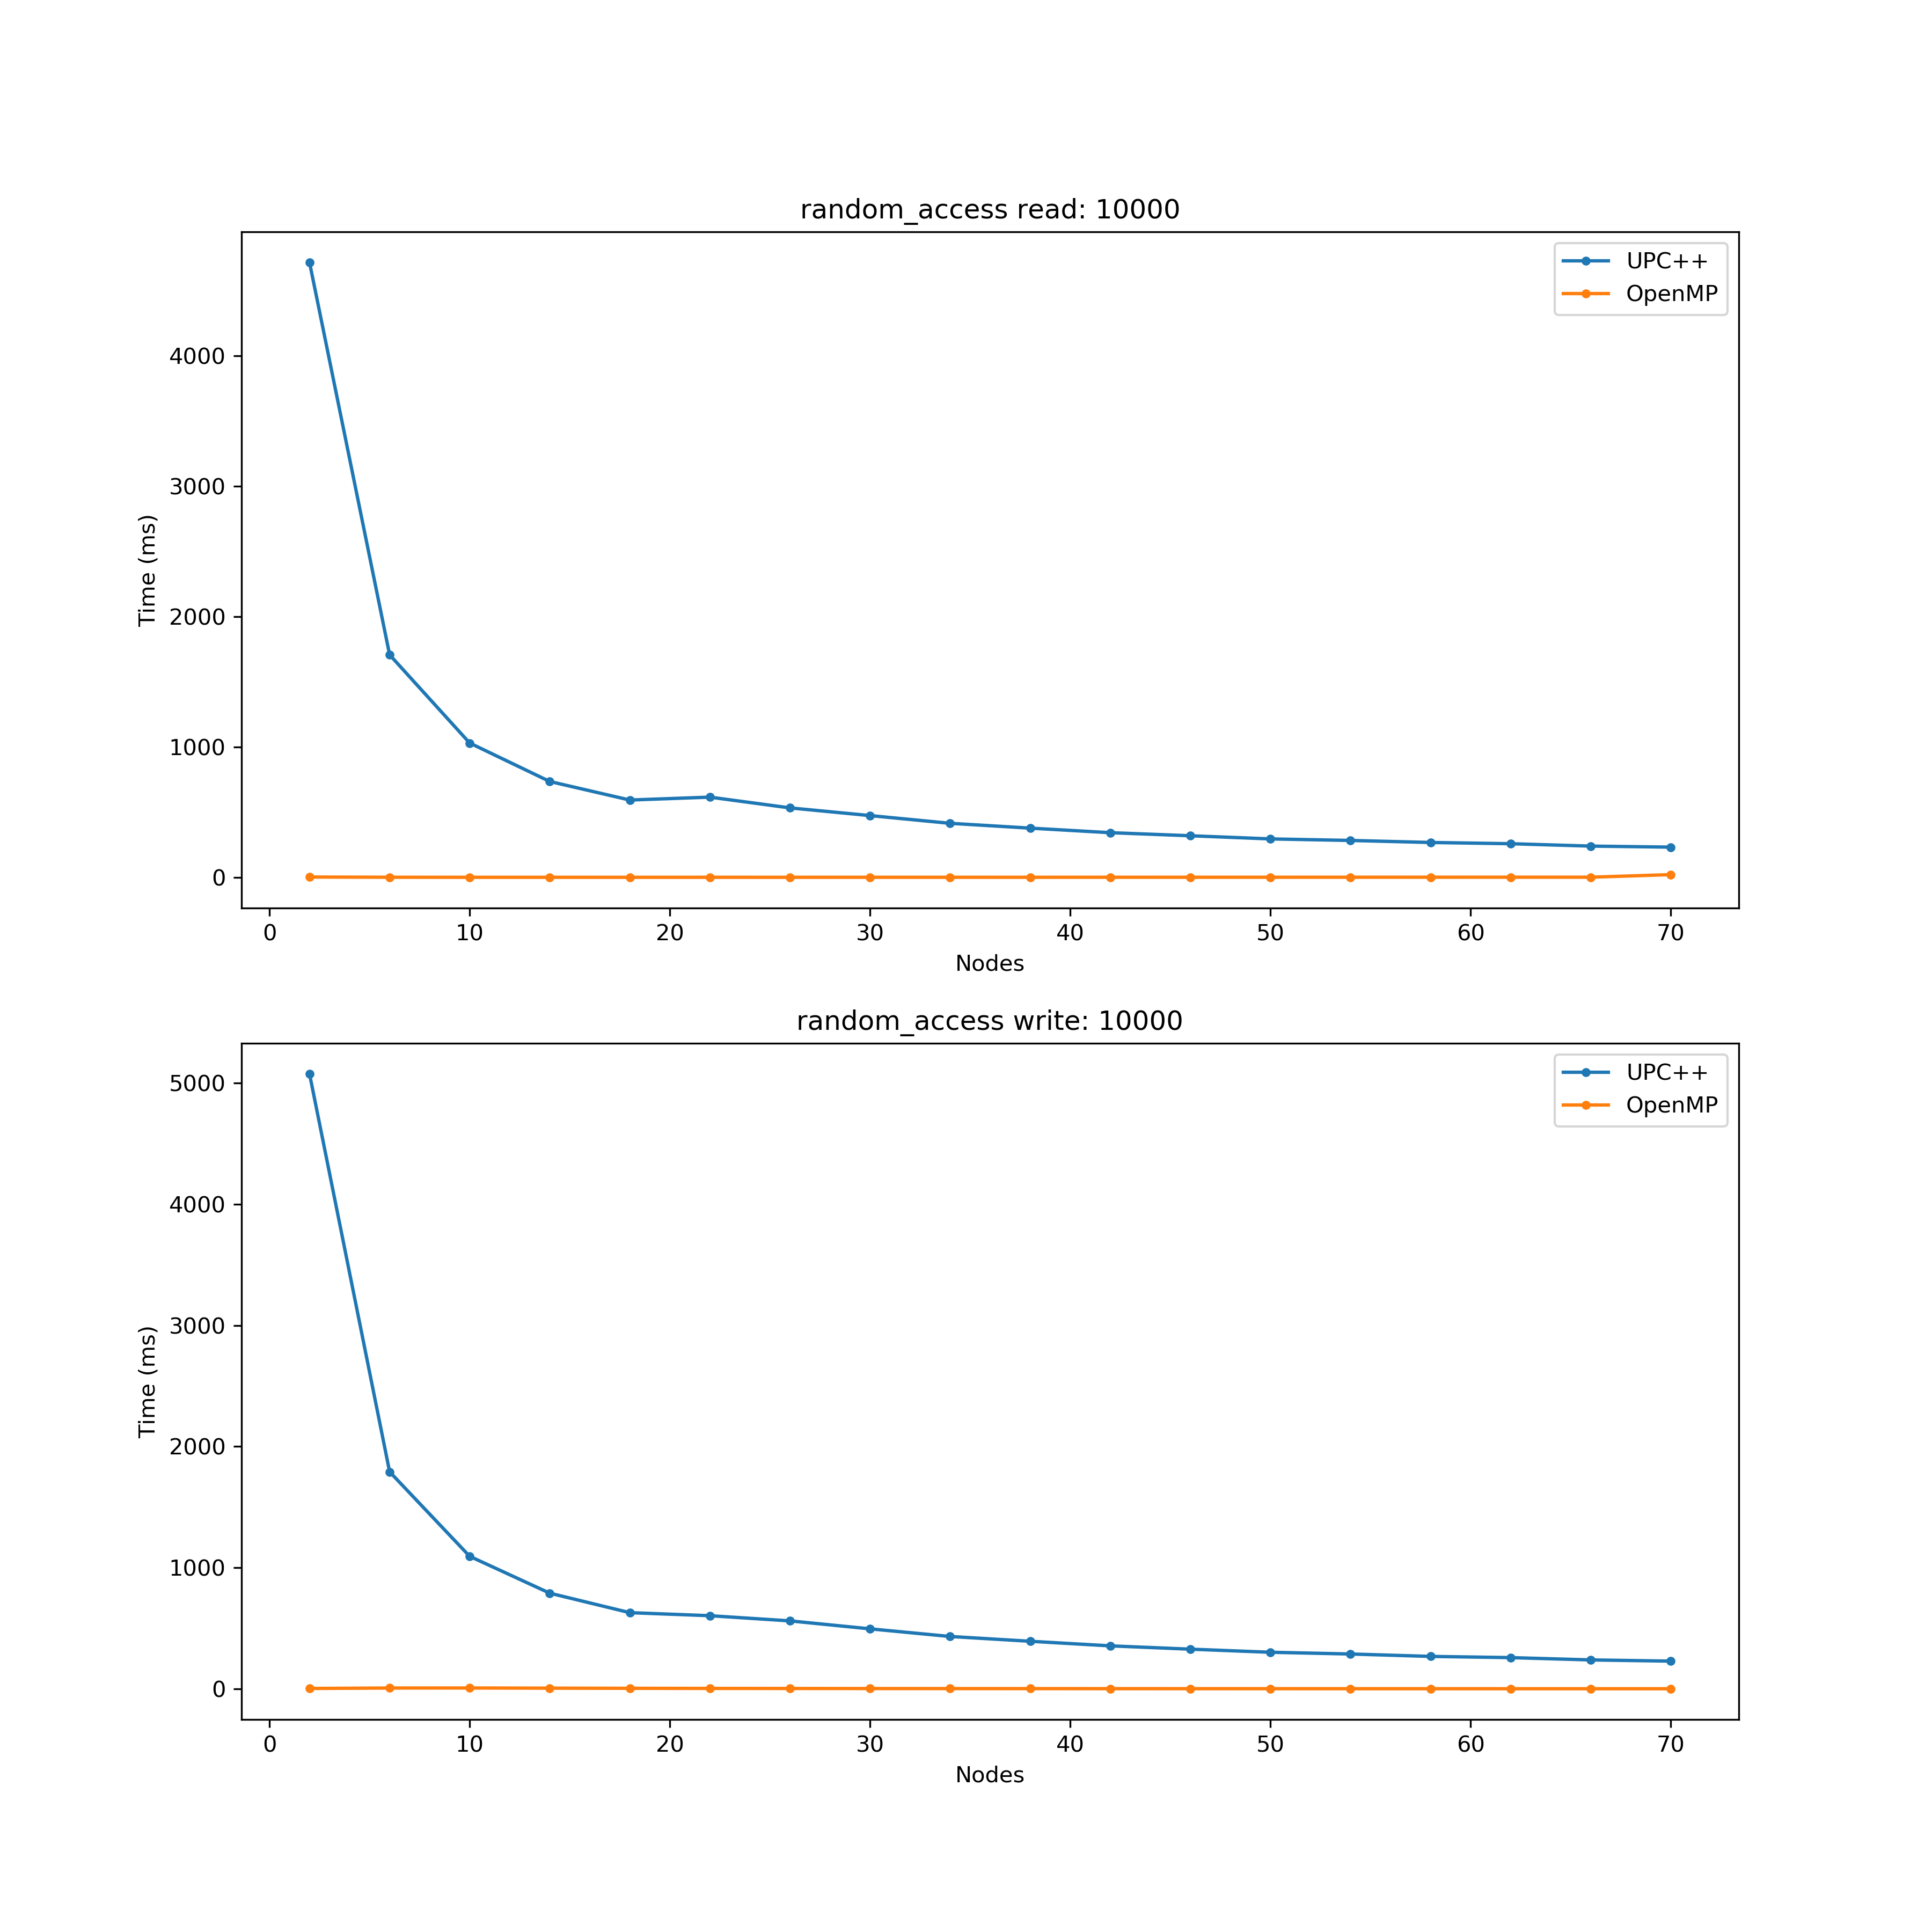 random_access read: 10000
UPC++
OpenMP
4000
3000
2000
1000
0
Time (ms)
0 10 20 30 40 50 60 70
Nodes
random_access write: 10000
UPC++
OpenMP
5000
4000
3000
2000
1000
0
Time (ms)
0 10 20 30 40 50 60 70
Nodes